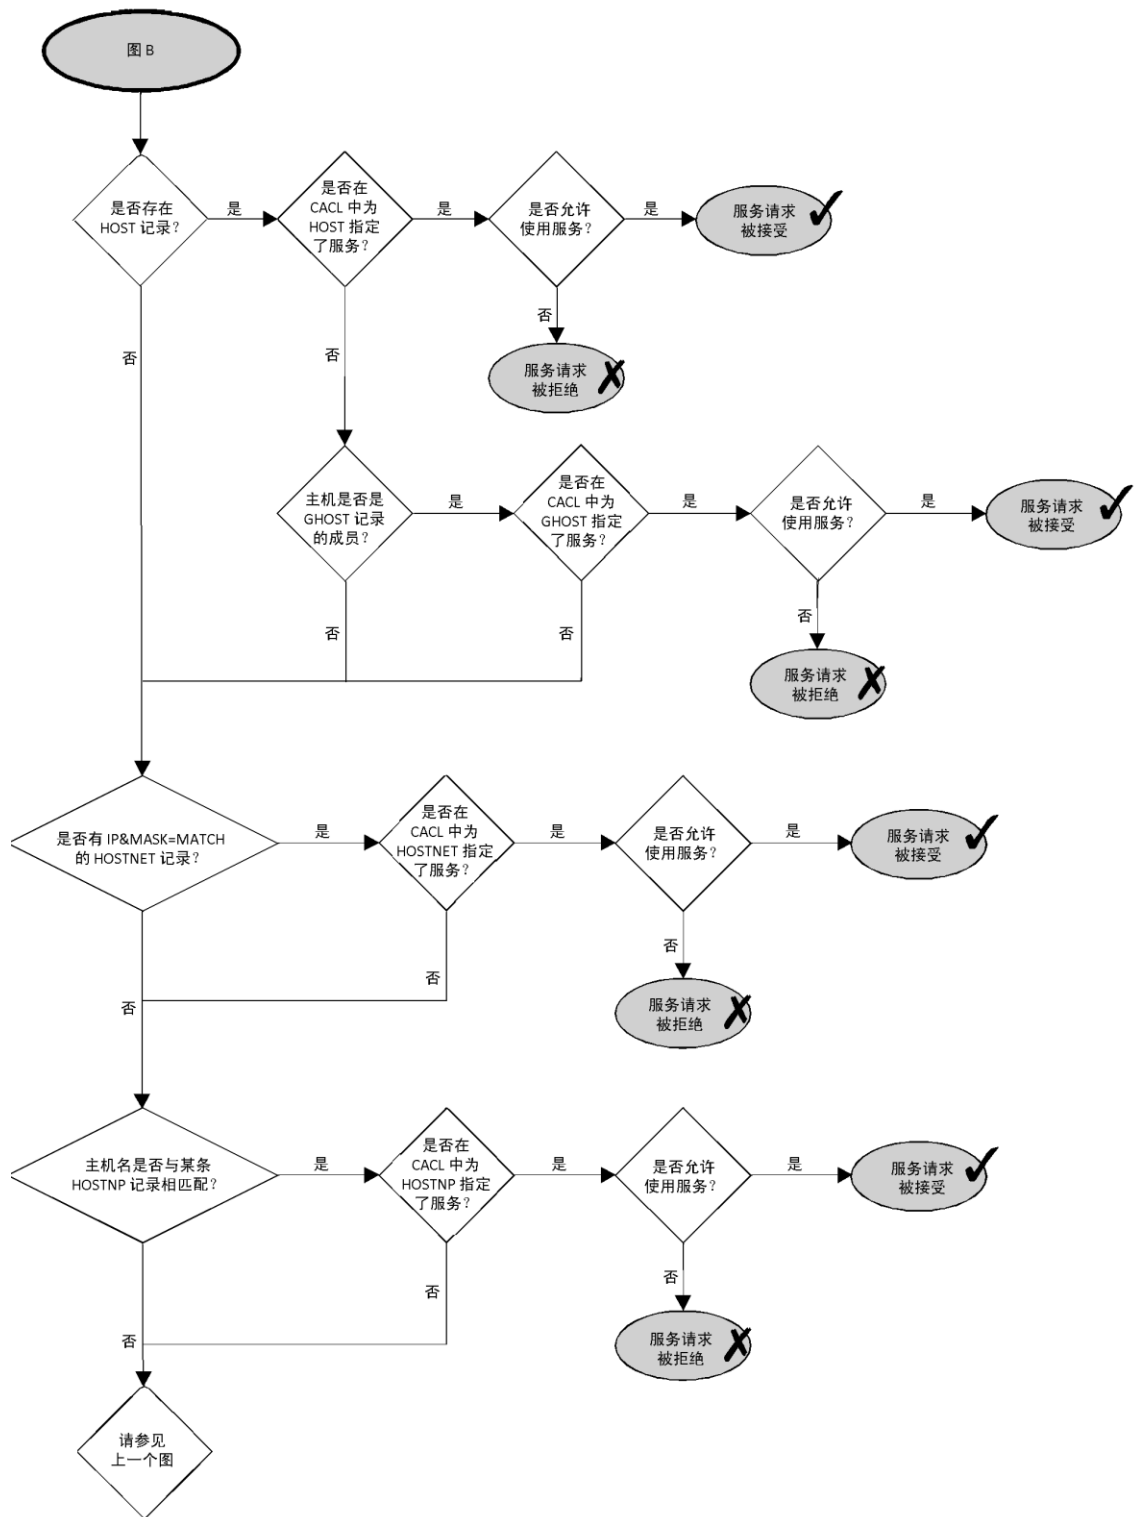 图 B
是否存在
HOST 记录？
是
是否在
CACL 中为
HOST 指定
了服务？
是
是否允许
使用服务？
是
服务请求
被接受
否
否
否
服务请求
被拒绝
主机是否是
GHOST 记录
的成员？
是
是否在
CACL 中为
GHOST 指定
了服务？
是
是否允许
使用服务？
是
服务请求
被接受
否
否
否
服务请求
被拒绝
是否有 IP&MASK=MATCH
的 HOSTNET 记录？
是
是否在
CACL 中为
HOSTNET 指定
了服务？
是
是否允许
使用服务？
是
服务请求
被接受
否
否
否
服务请求
被拒绝
主机名是否与某条
HOSTNP 记录相匹配？
是
是否在
CACL 中为
HOSTNP 指定
了服务？
是
是否允许
使用服务？
是
服务请求
被接受
否
否
否
服务请求
被拒绝
请参见
上一个图